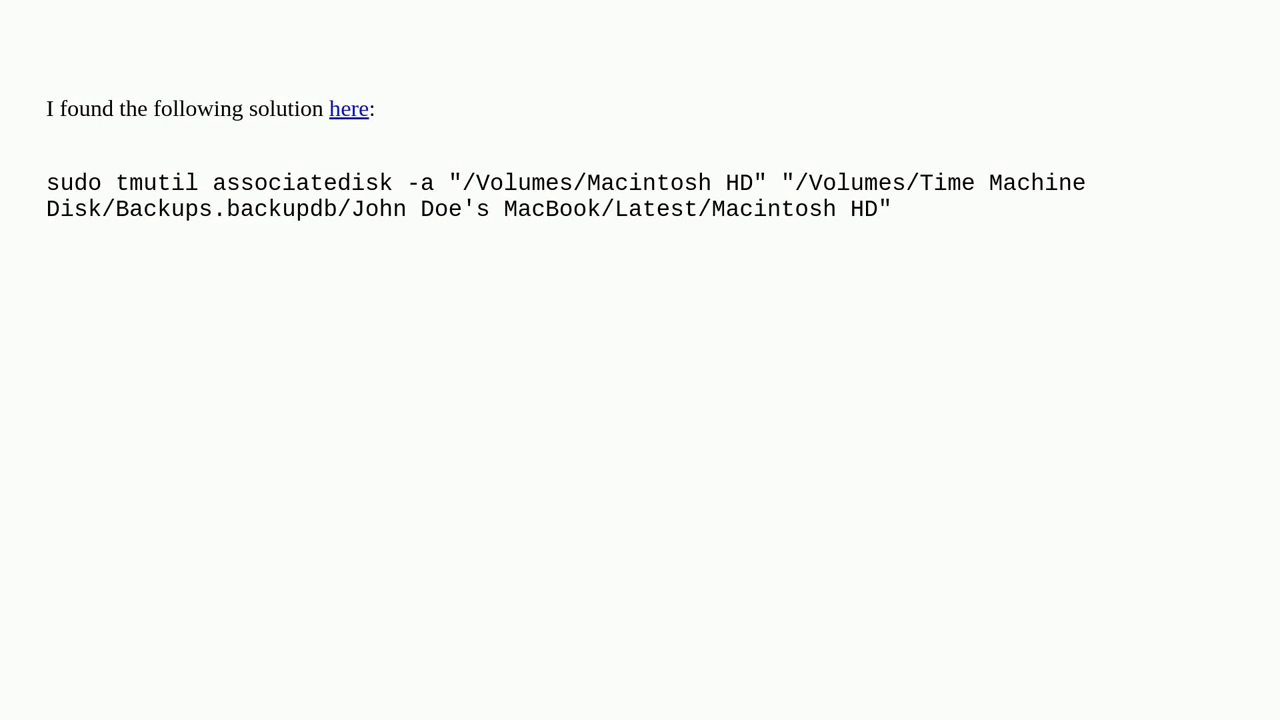 I found the following solution here:
sudo tmutil associatedisk -a "/Volumes/Macintosh HD" "/Volumes/Time Machine
Disk/Backups.backupdb/John Doe's MacBook/Latest/Macintosh HD"